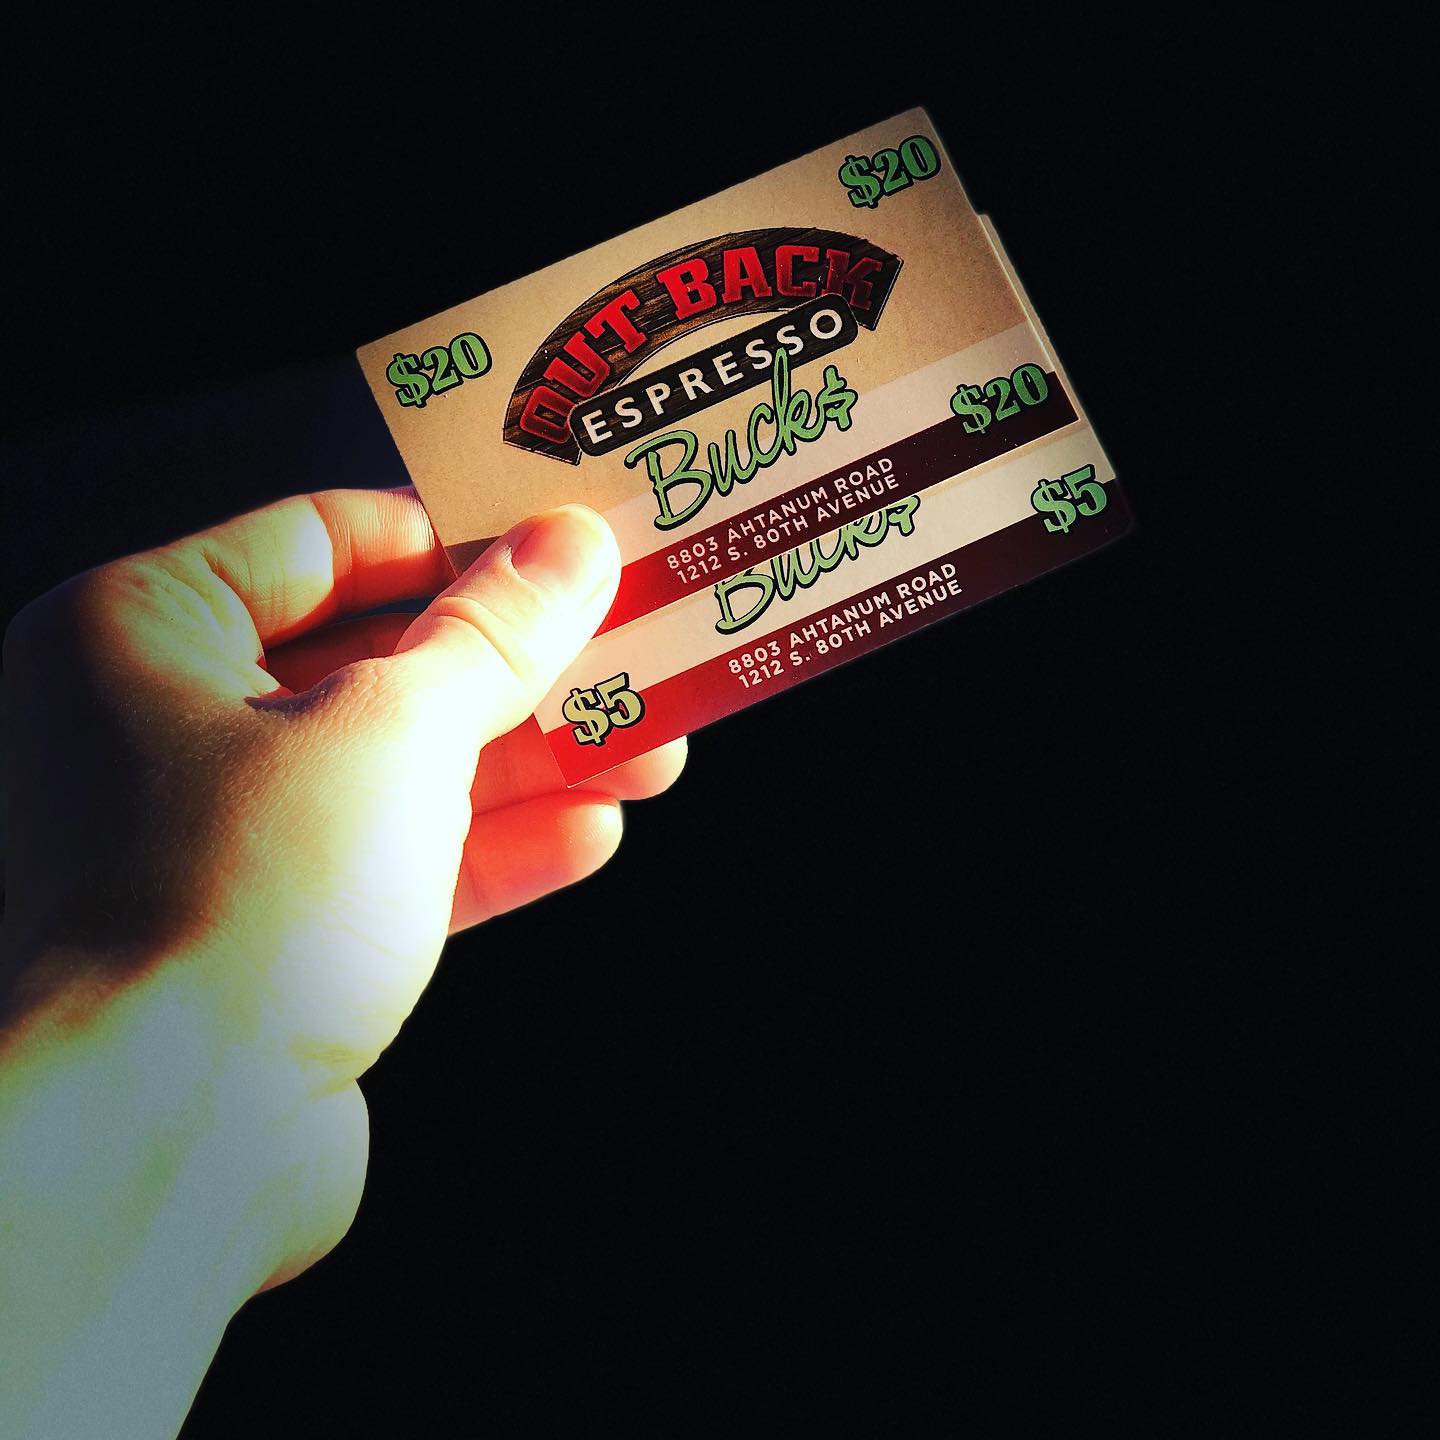 $20
$20
OUT BACK
ESPRESSO
Buck$
$20
8803 AHTANUM ROAD
1212 S. 80TH AVENUE
Buck$
$5
8803 AHTANUM ROAD
1212 S. 80TH AVENUE
$5